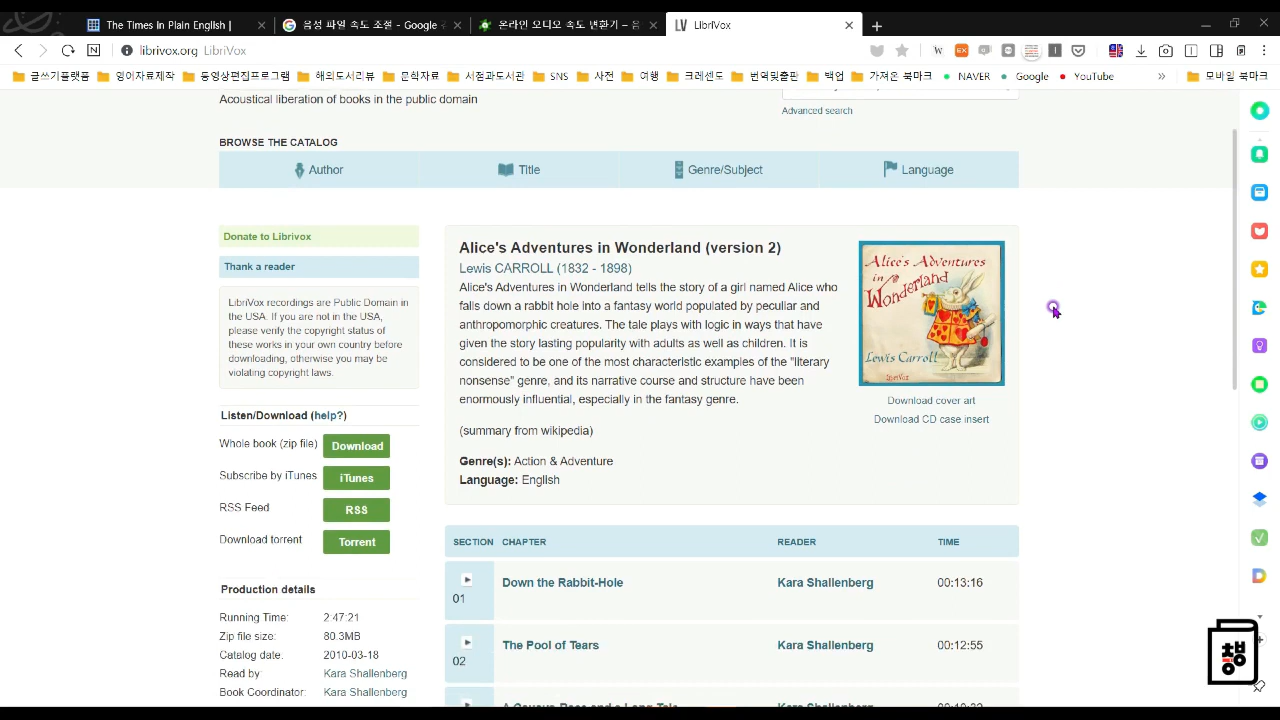 The Times in Plain English |
음성 파일 속도 조절 - Google
온라인 오디오 속도 변환기 –
LibriVox
librivox.org LibriVox
글쓰기플랫폼
영어자료제작
동영상편집프로그램
해외도서리뷰
문학자료
서점과도서관
SNS
사전
여행
크레센도
번역및출판
백업
가져온 북마크
NAVER
Google
YouTube
»
모바일 북마크
Acoustical liberation of books in the public domain
Advanced search
BROWSE THE CATALOG
Author
Title
Genre/Subject
Language
Donate to Librivox
Thank a reader
LibriVox recordings are Public Domain in
the USA. If you are not in the USA,
please verify the copyright status of
these works in your own country before
downloading, otherwise you may be
violating copyright laws.
Listen/Download (help?)
Whole book (zip file) Download
Subscribe by iTunes iTunes
RSS Feed RSS
Download torrent Torrent
Production details
Running Time: 2:47:21
Zip file size: 80.3MB
Catalog date: 2010-03-18
Read by: Kara Shallenberg
Book Coordinator: Kara Shallenberg
Alice's Adventures in Wonderland (version 2)
Lewis CARROLL (1832 - 1898)
Alice's Adventures in Wonderland tells the story of a girl named Alice who
falls down a rabbit hole into a fantasy world populated by peculiar and
anthropomorphic creatures. The tale plays with logic in ways that have
given the story lasting popularity with adults as well as children. It is
considered to be one of the most characteristic examples of the "literary
nonsense" genre, and its narrative course and structure have been
enormously influential, especially in the fantasy genre.
(summary from wikipedia)
Genre(s): Action & Adventure
Language: English
Alice's Adventures
in
Wonderland
Lewis Carroll
LibriVox
Download cover art
Download CD case insert
SECTION CHAPTER READER TIME
01 Down the Rabbit-Hole Kara Shallenberg 00:13:16
02 The Pool of Tears Kara Shallenberg 00:12:55
챙